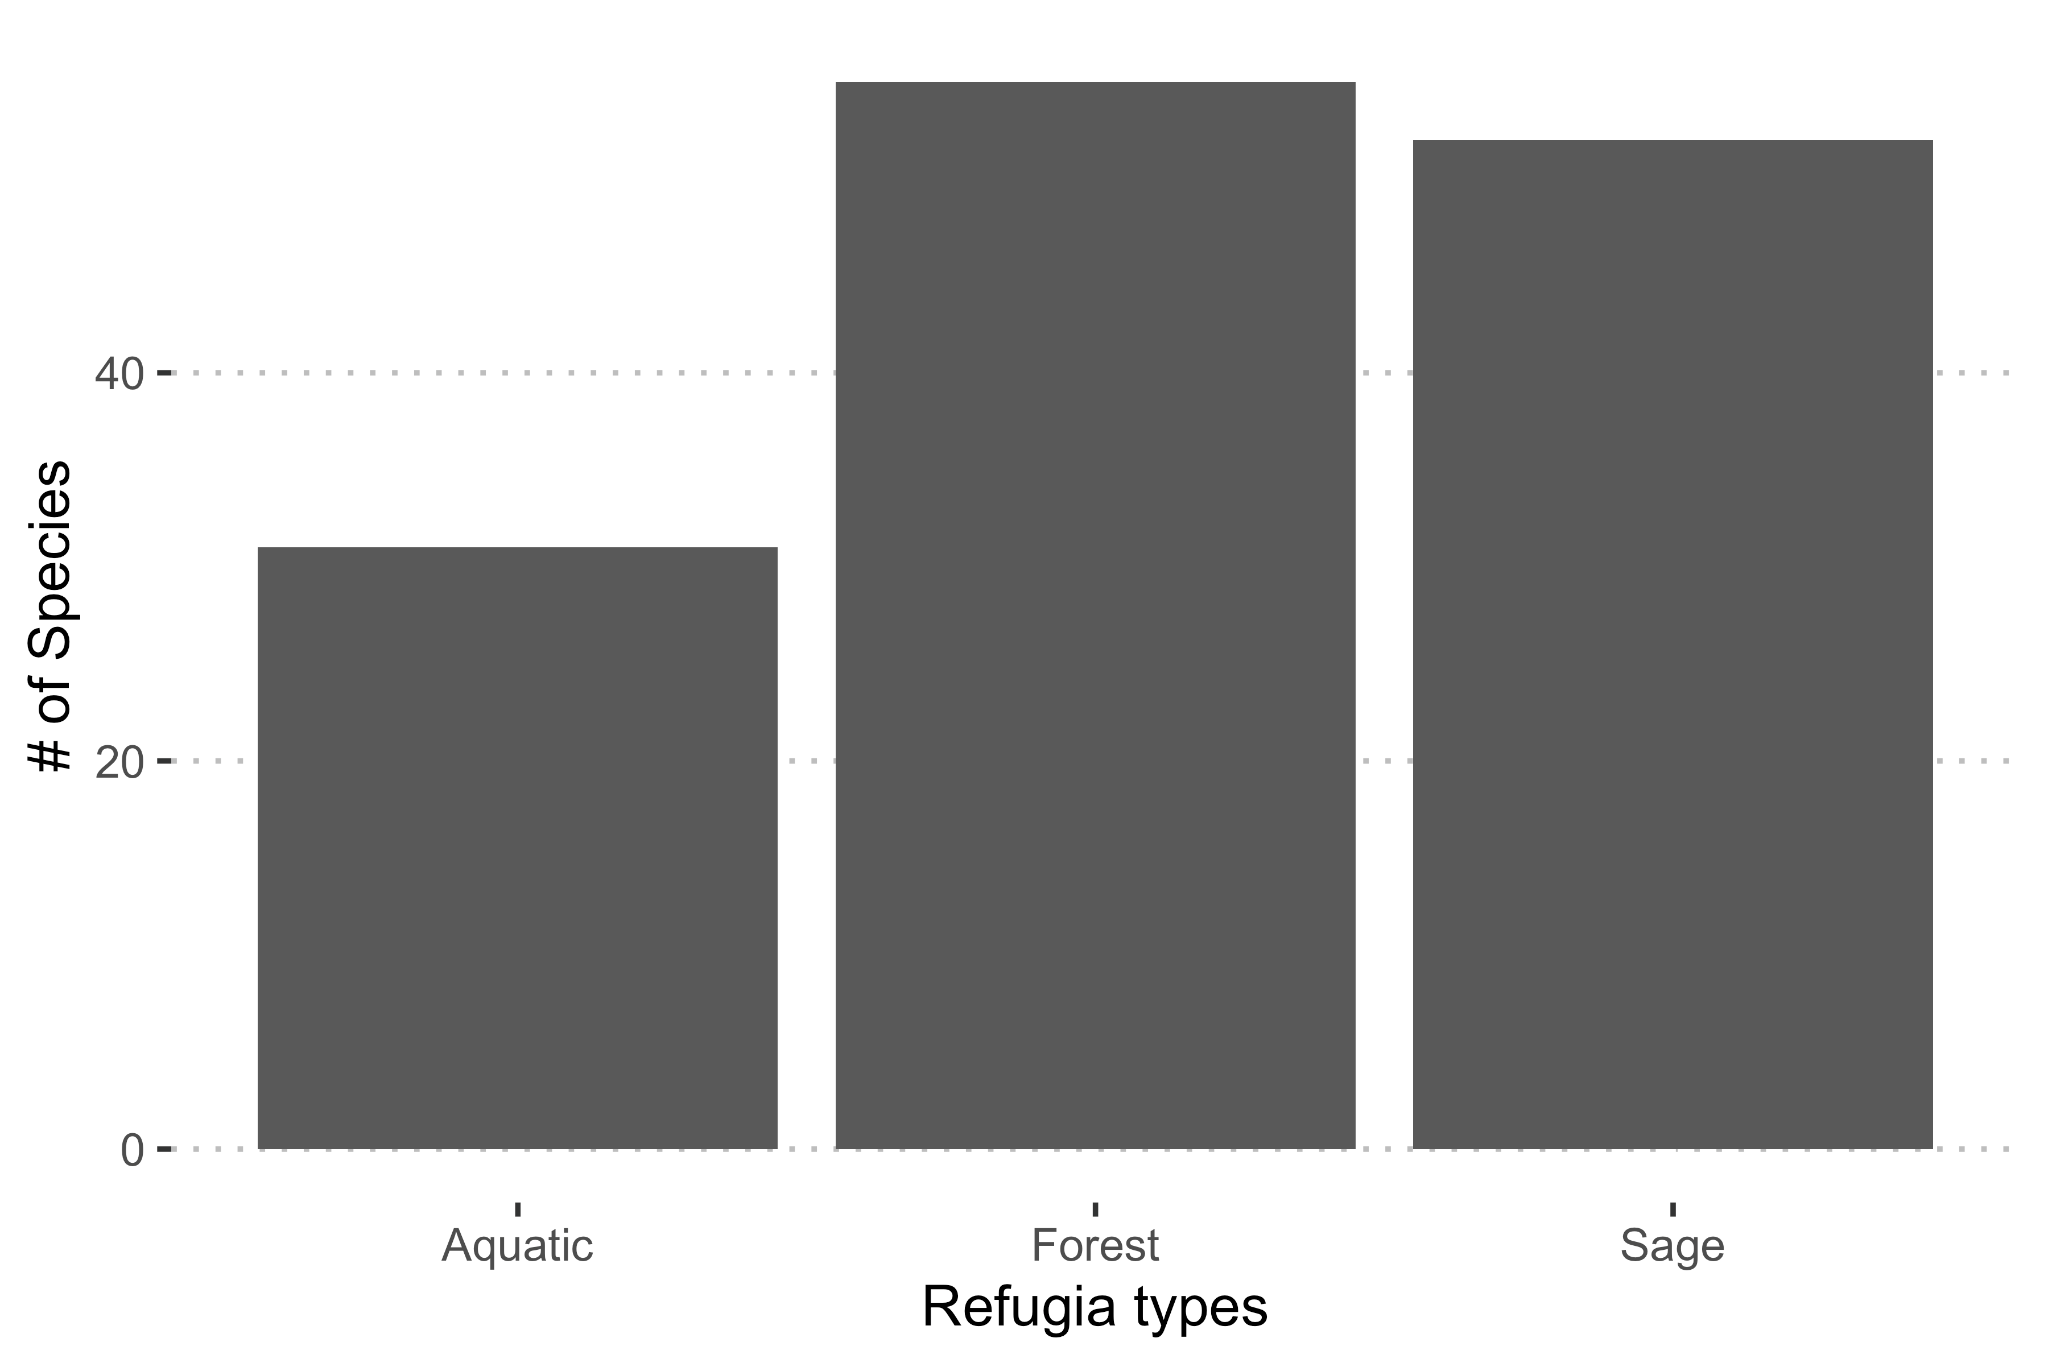 # of Species
40
20
0
Aquatic
Forest
Sage
Refugia types